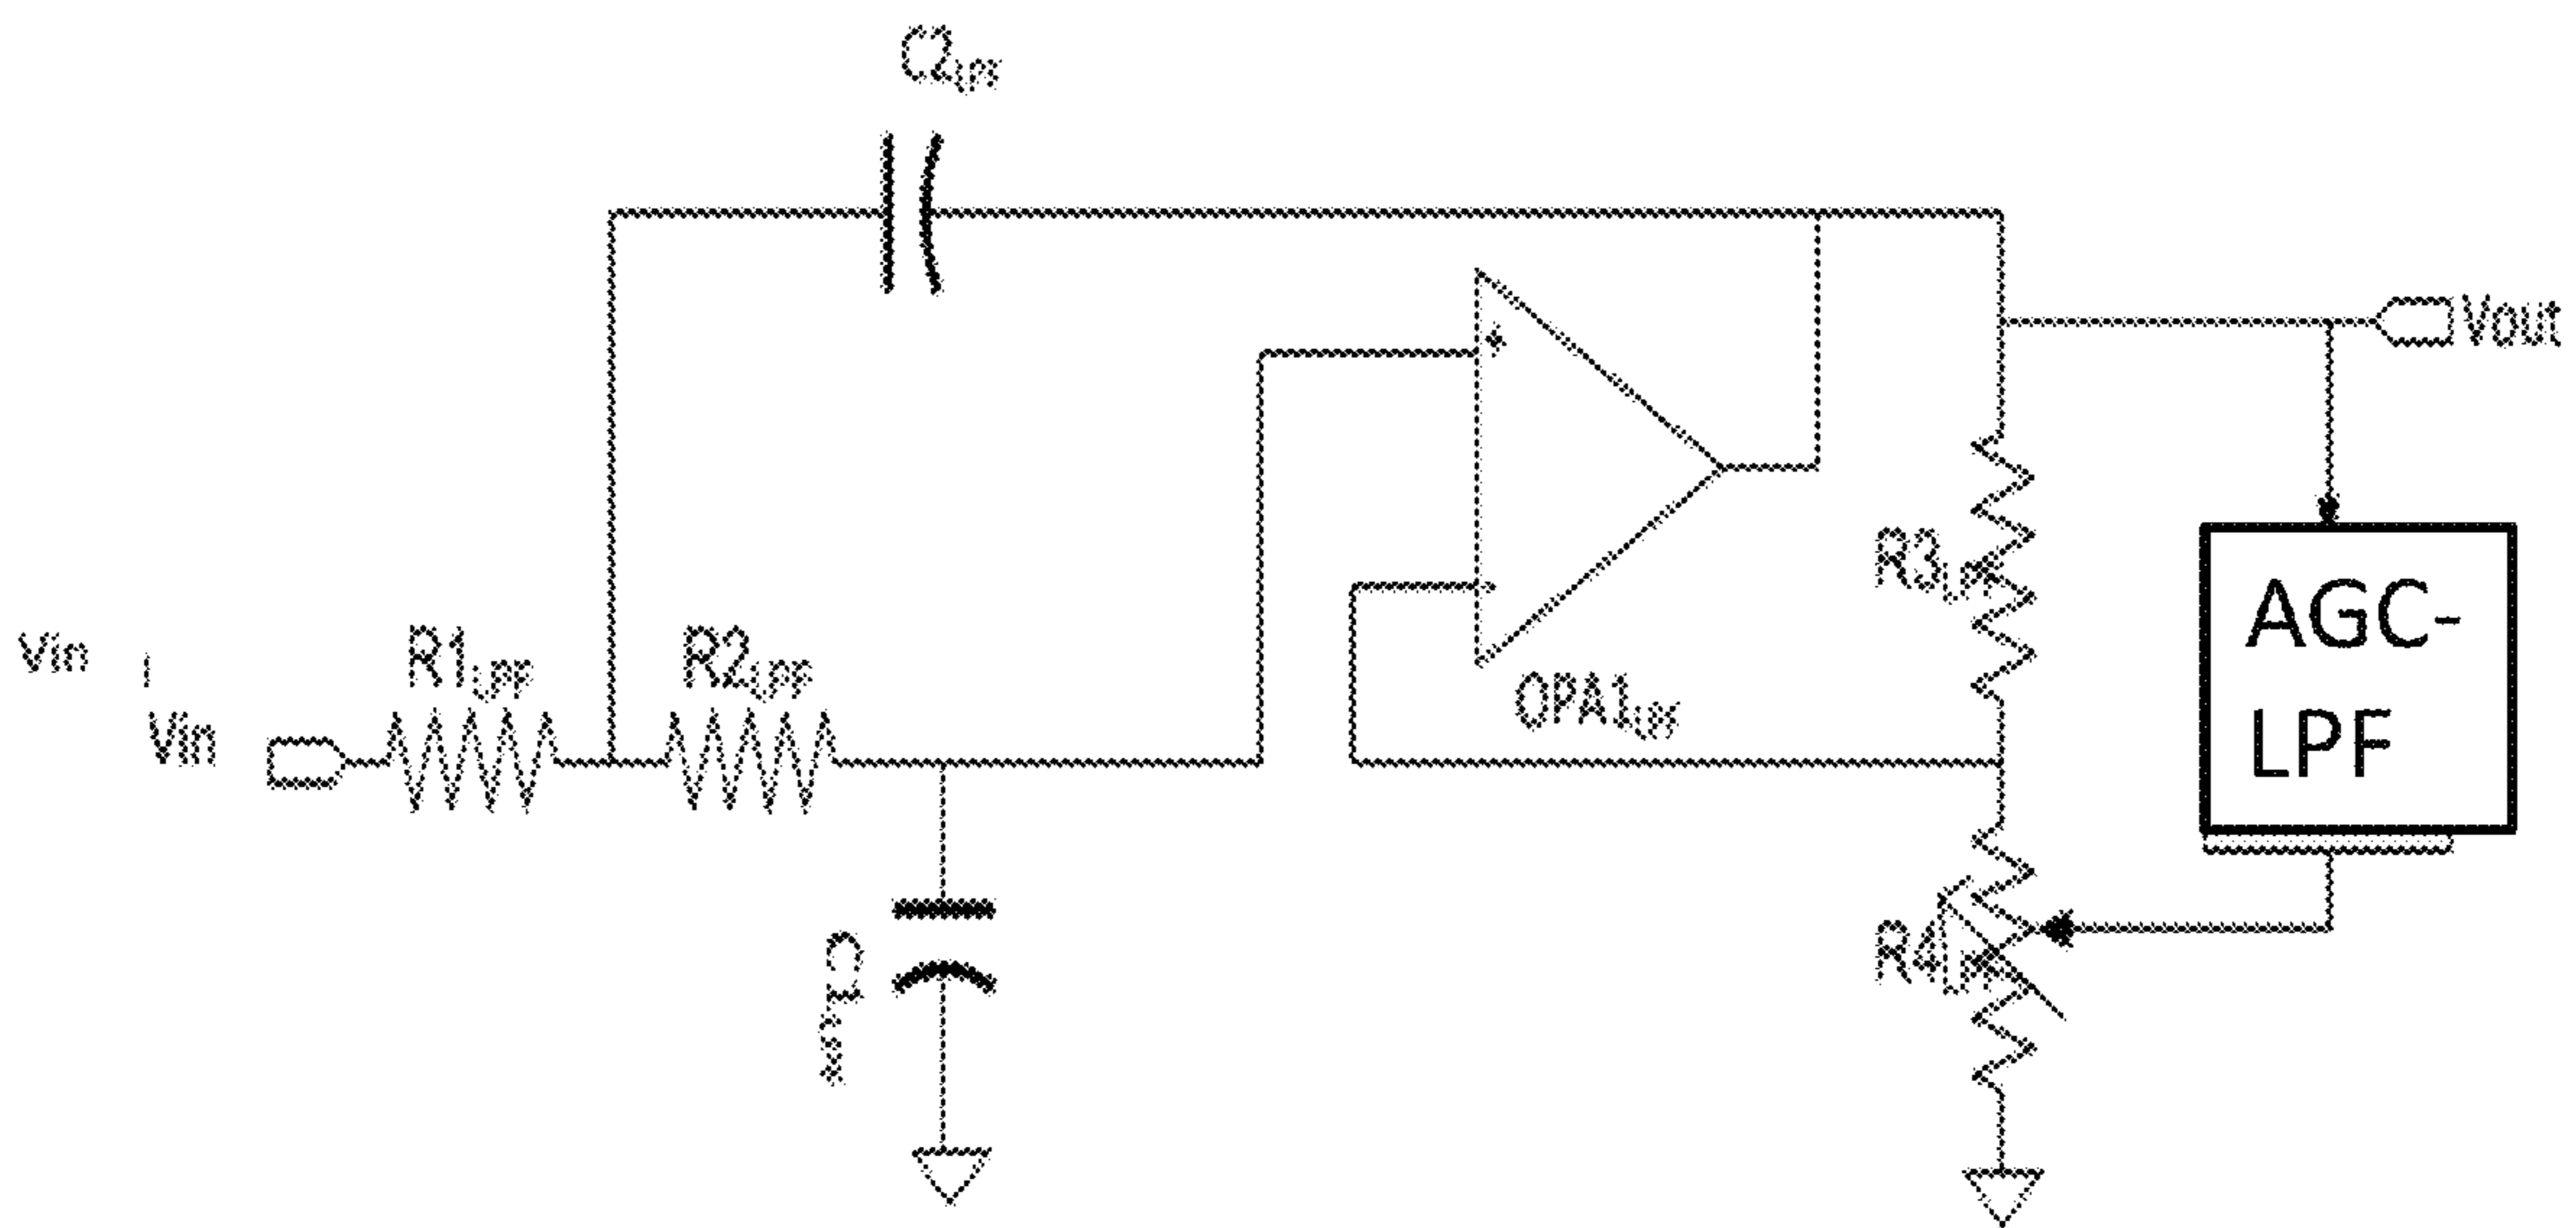 C2LPF
Vout
+
R3LPF
AGC-
LPF
Vin
R1LPF
R2LPF
OPA1LPF
Vin
R4LPF
C1LPF